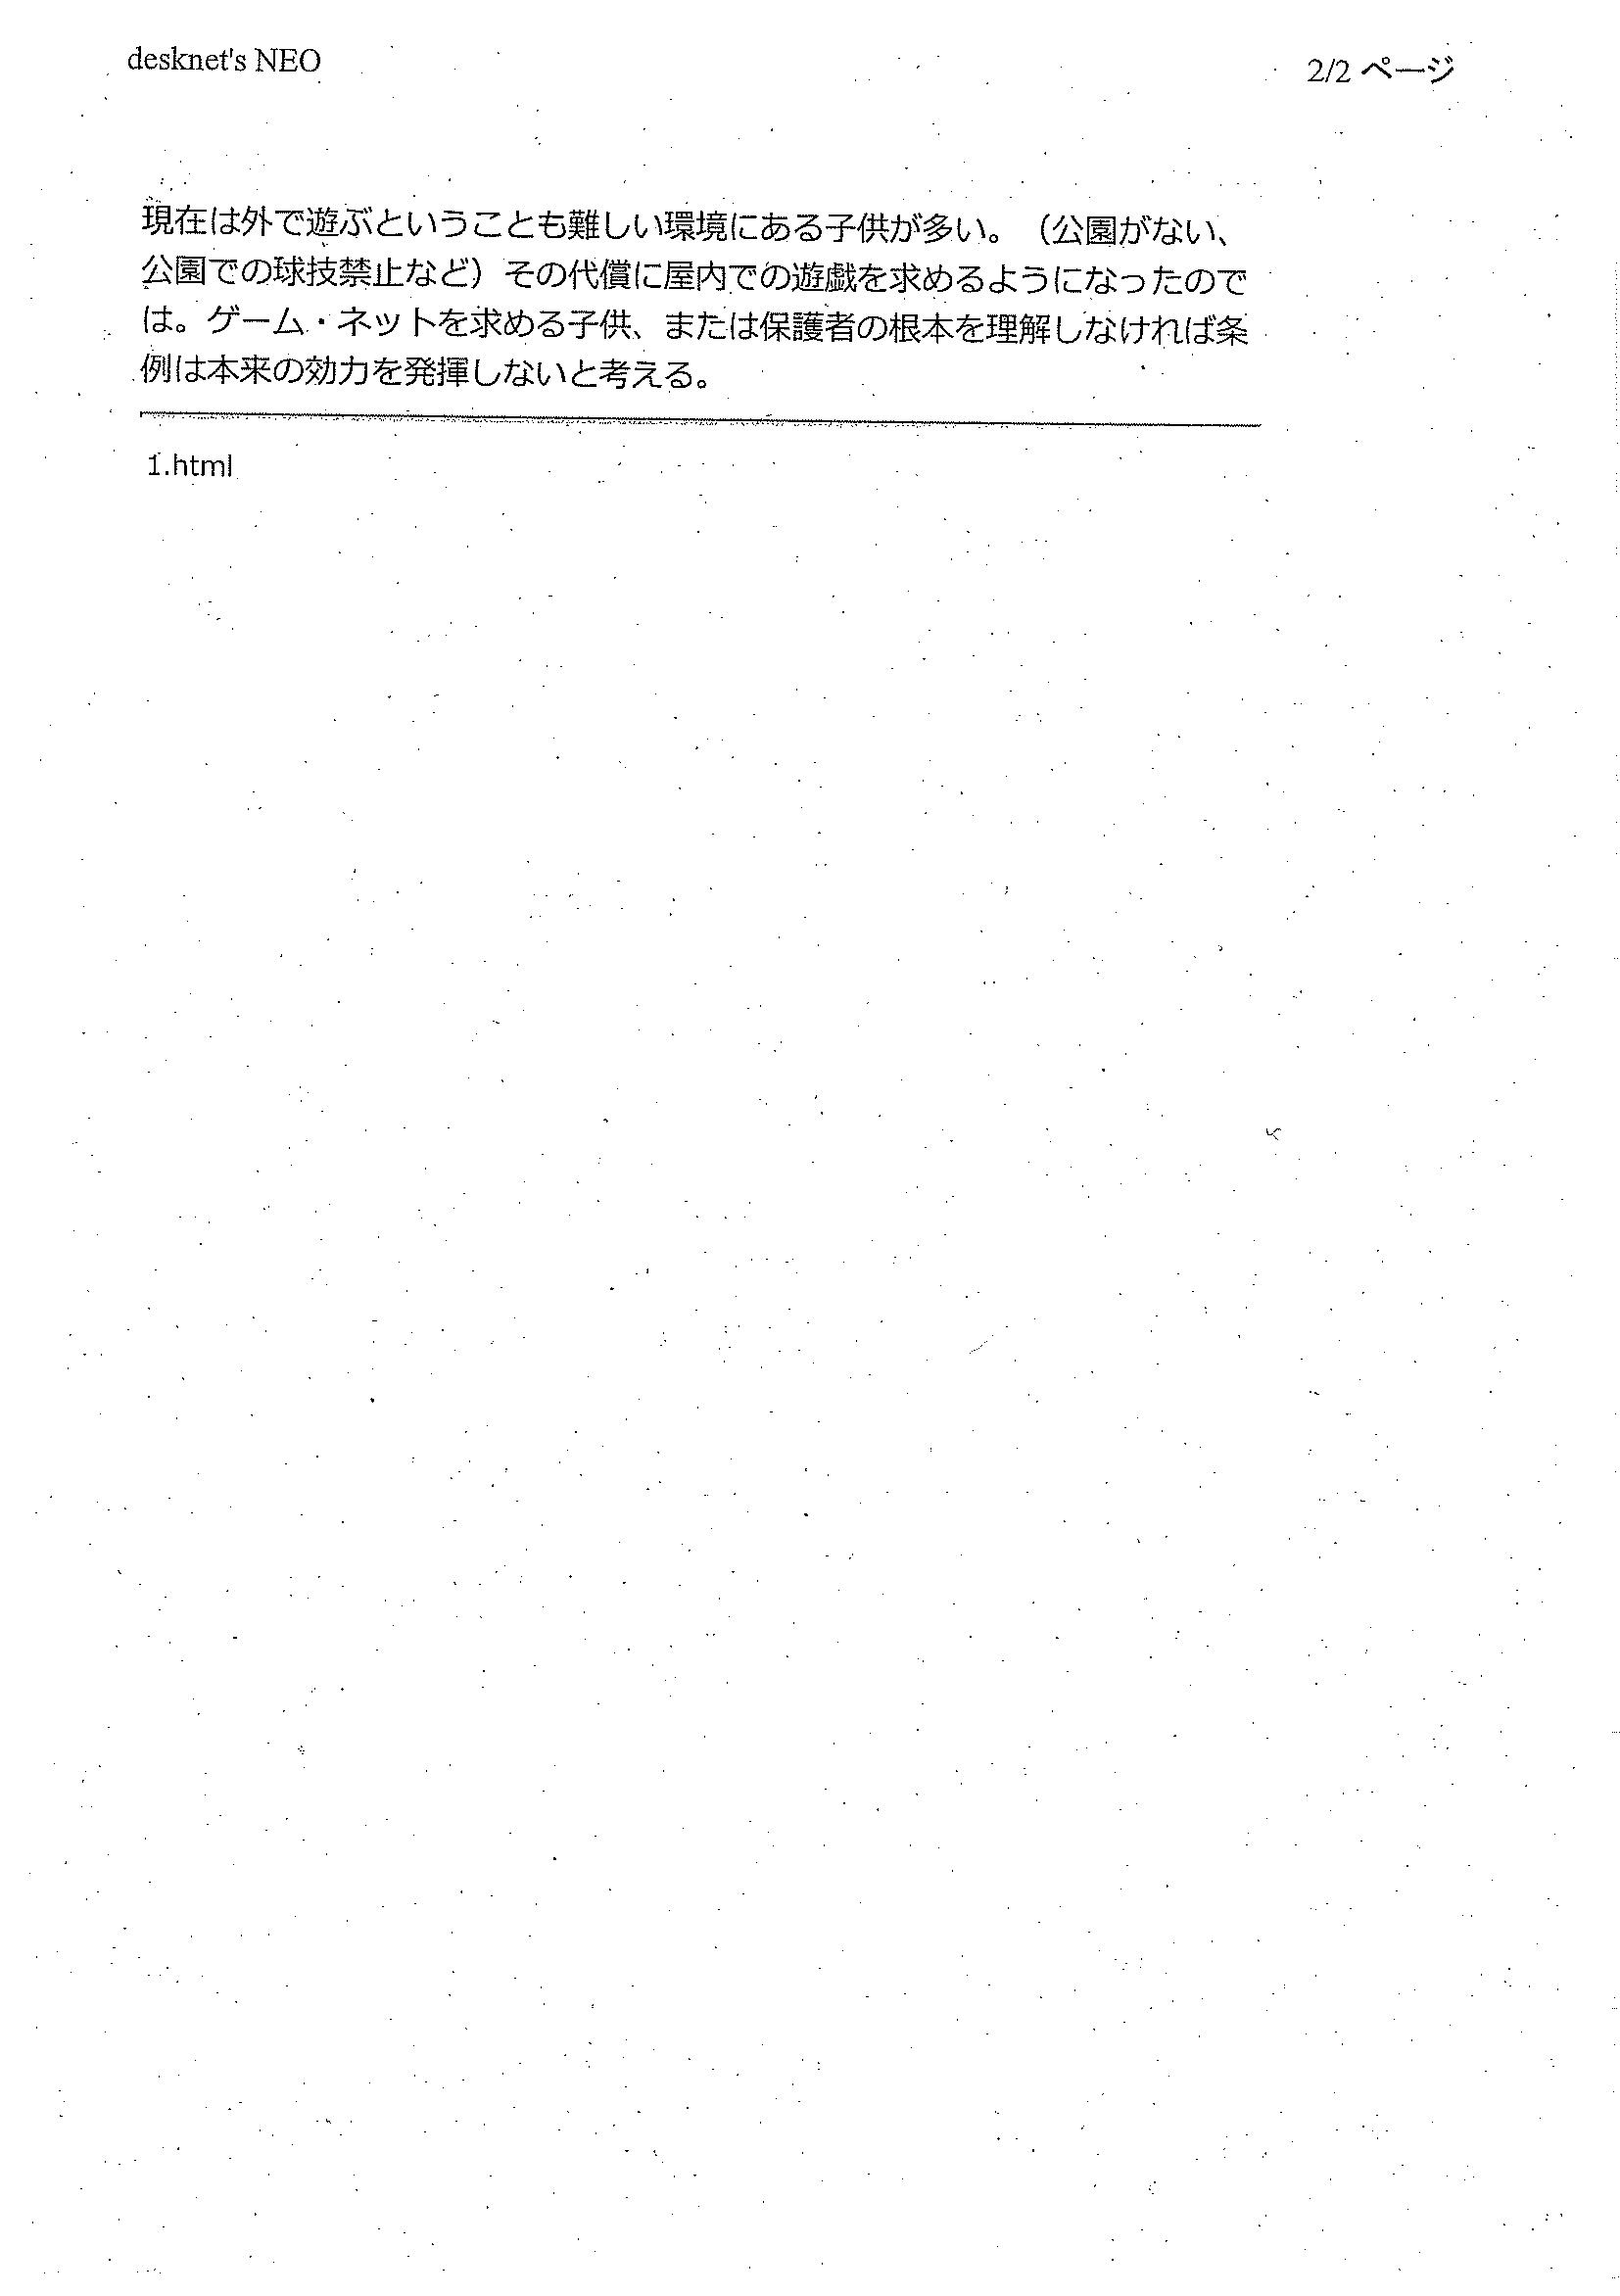 desknet's NEO
2/2 ページ
現在は外で遊ぶということも難しい環境にある子供が多い。（公園がない、
公園での球技禁止など）その代償に屋内での遊戯を求めるようになったので
は。ゲーム・ネットを求める子供、または保護者の根本を理解しなければ条
例は本来の効力を発揮しないと考える。
1.html